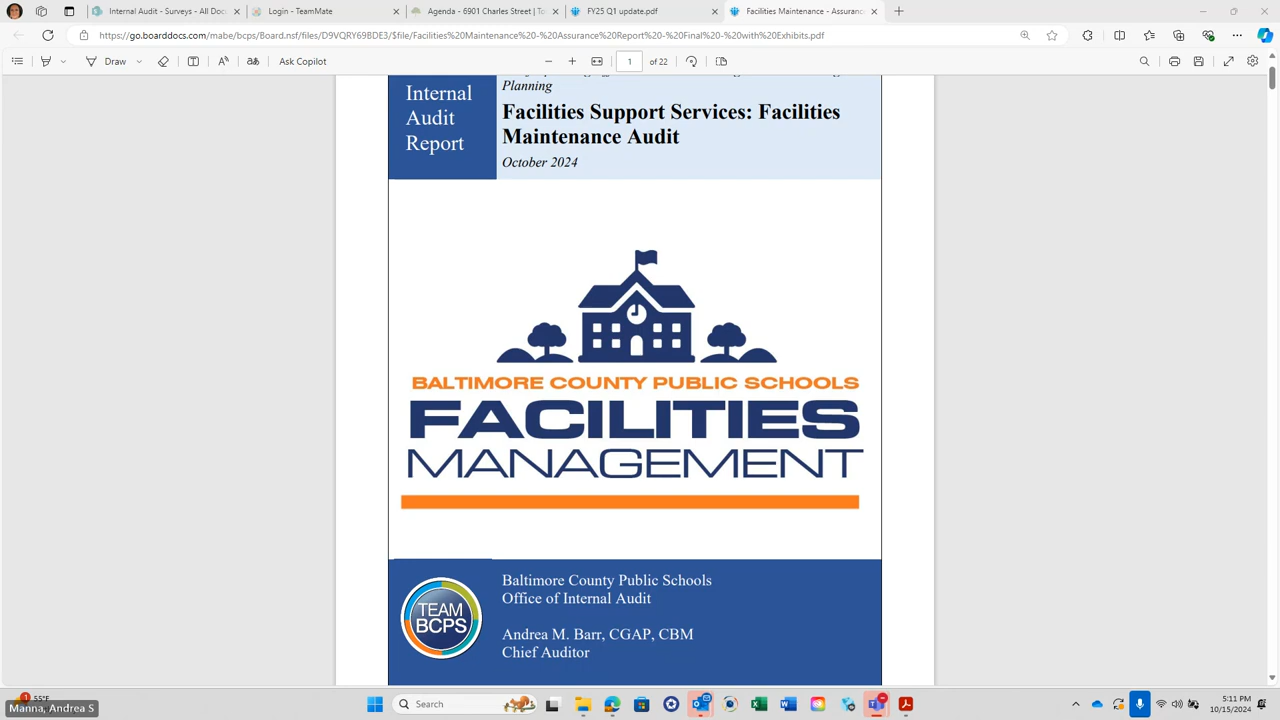 Internal Audit - Surveys - All Doc
Login - TeamMate
Agenda - 6901 Charles Street | To
FY25 Q1 Support.pdf
Facilities Maintenance - Assuranc
https://go.boarddocs.com/mabe/bcps/Board.nsf/files/D9VQRY69BDE3/$file/Facilities%20Maintenance%20-%20Assurance%20Report%20-%20Final%20-%20with%20Exhibits.pdf
Draw
Ask Copilot
1 of 22
Planning
Internal
Audit
Report
Facilities Support Services: Facilities
Maintenance Audit
October 2024
BALTIMORE COUNTY PUBLIC SCHOOLS
FACILITIES
MANAGEMENT
TEAM
BCPS
Baltimore County Public Schools
Office of Internal Audit
Andrea M. Barr, CGAP, CBM
Chief Auditor
1
55°F
Manna, Andrea S
Search
5:11 PM
10/15/2024